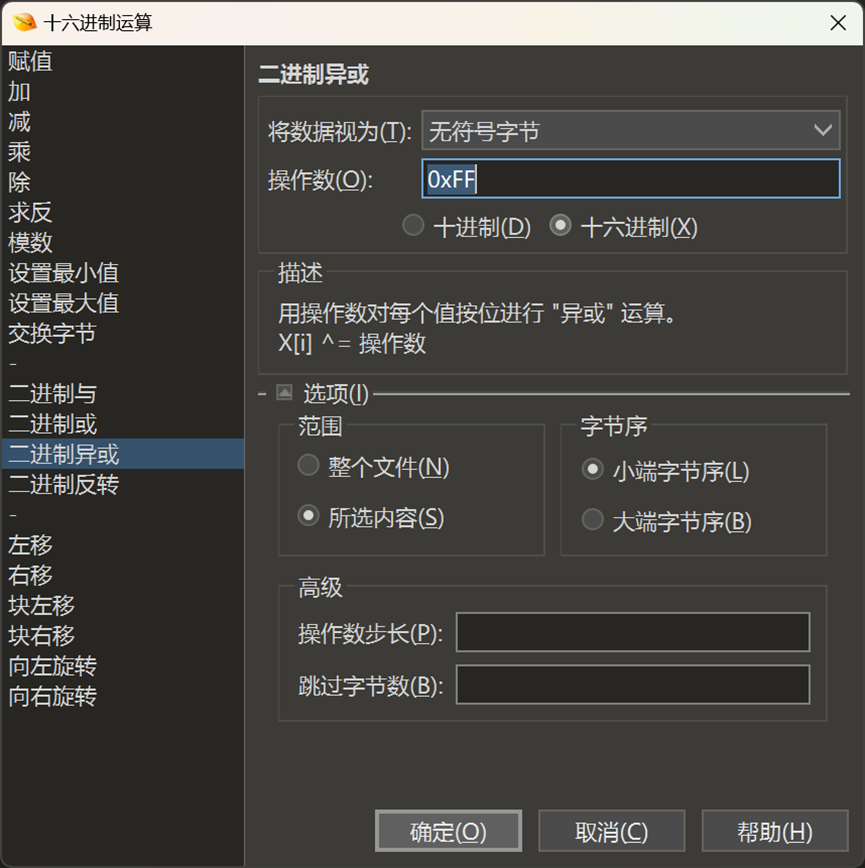 十六进制运算
赋值
加
减
乘
除
求反
模数
设置最小值
设置最大值
交换字节
-
二进制与
二进制或
二进制异或
二进制反转
-
左移
右移
块左移
块右移
向左旋转
向右旋转
二进制异或
将数据视为(T): 无符号字节
操作数(O): 0xFF
十进制(D) 十六进制(X)
描述
用操作数对每个值按位进行 "异或" 运算。
X[i] ^= 操作数
选项(I)
范围
整个文件(N)
所选内容(S)
字节序
小端字节序(L)
大端字节序(B)
高级
操作数步长(P):
跳过字节数(B):
确定(O) 取消(C) 帮助(H)